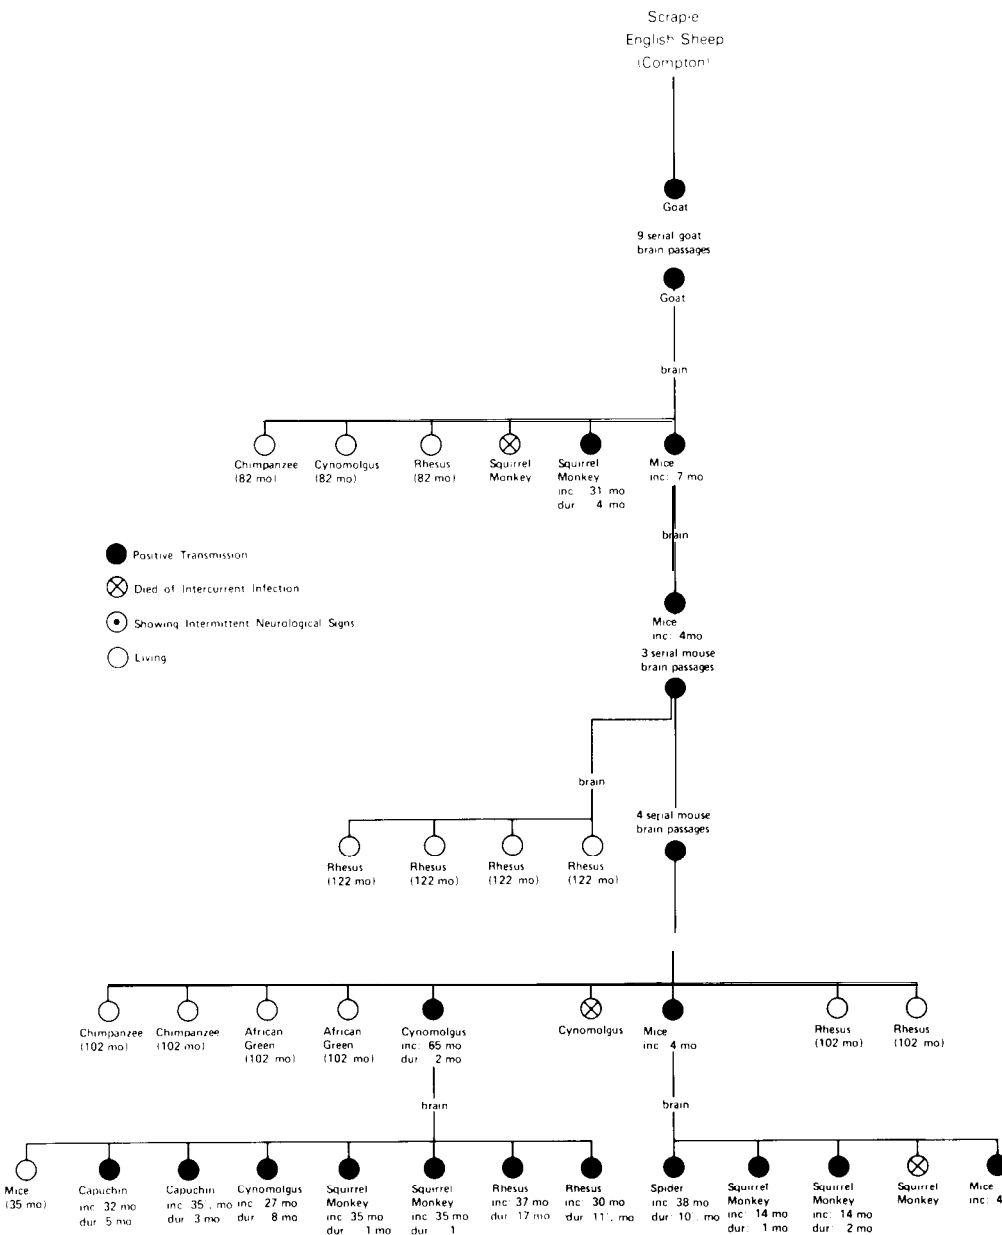 Scrapie
English Sheep
(Compton)
Goat
9 serial goat
brain passages
Goat
brain
Chimpanzee
(82 mo)
Cynomolgus
(82 mo)
Rhesus
(82 mo)
Squirrel
Monkey
Squirrel
Monkey
inc 31 mo
dur 4 mo
Mice
inc: 7 mo
brain
Positive Transmission
Died of Intercurrent Infection
Showing Intermittent Neurological Signs
Living
Mice
inc: 4mo
3 serial mouse
brain passages
brain
4 serial mouse
brain passages
Rhesus
(122 mo)
Rhesus
(122 mo)
Rhesus
(122 mo)
Rhesus
(122 mo)
Chimpanzee
(102 mo)
Chimpanzee
(102 mo)
African
Green
(102 mo)
African
Green
(102 mo)
Cynomolgus
inc: 65 mo
dur 2 mo
Cynomolgus
Mice
inc. 4 mo
Rhesus
(102 mo)
Rhesus
(102 mo)
brain
brain
Mice
(35 mo)
Capuchin
inc 32 mo
dur 5 mo
Capuchin
inc mo
dur 3 mo
Cynomolgus
inc 27 mo
dur 8 mo
Squirrel
Monkey
inc 35 mo
dur 1 mo
Squirrel
Monkey
inc 35 mo
dur 1
Rhesus
inc: 37 mo
dur 17 mo
Rhesus
inc: 30 mo
dur mo
Spider
inc 38 mo
dur: mo
Squirrel
Monkey
inc 14 mo
dur: 1 mo
Squirrel
Monkey
inc: 14 mo
dur: 2 mo
Squirrel
Monkey
Mice
inc: 4